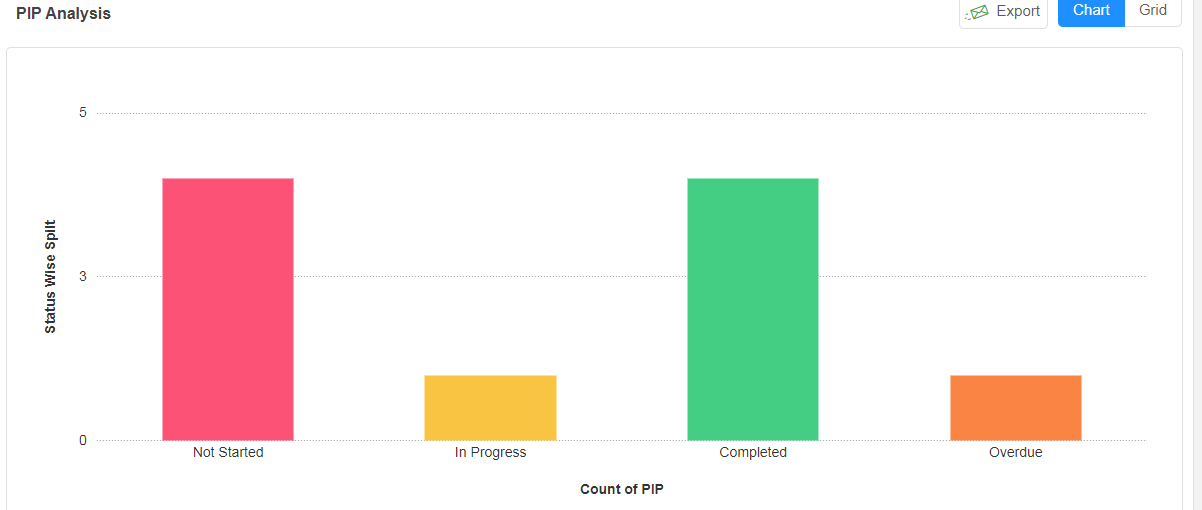 PIP Analysis
Export
Chart
Grid
5
3
0
Status Wise Split
Not Started
In Progress
Completed
Overdue
Count of PIP